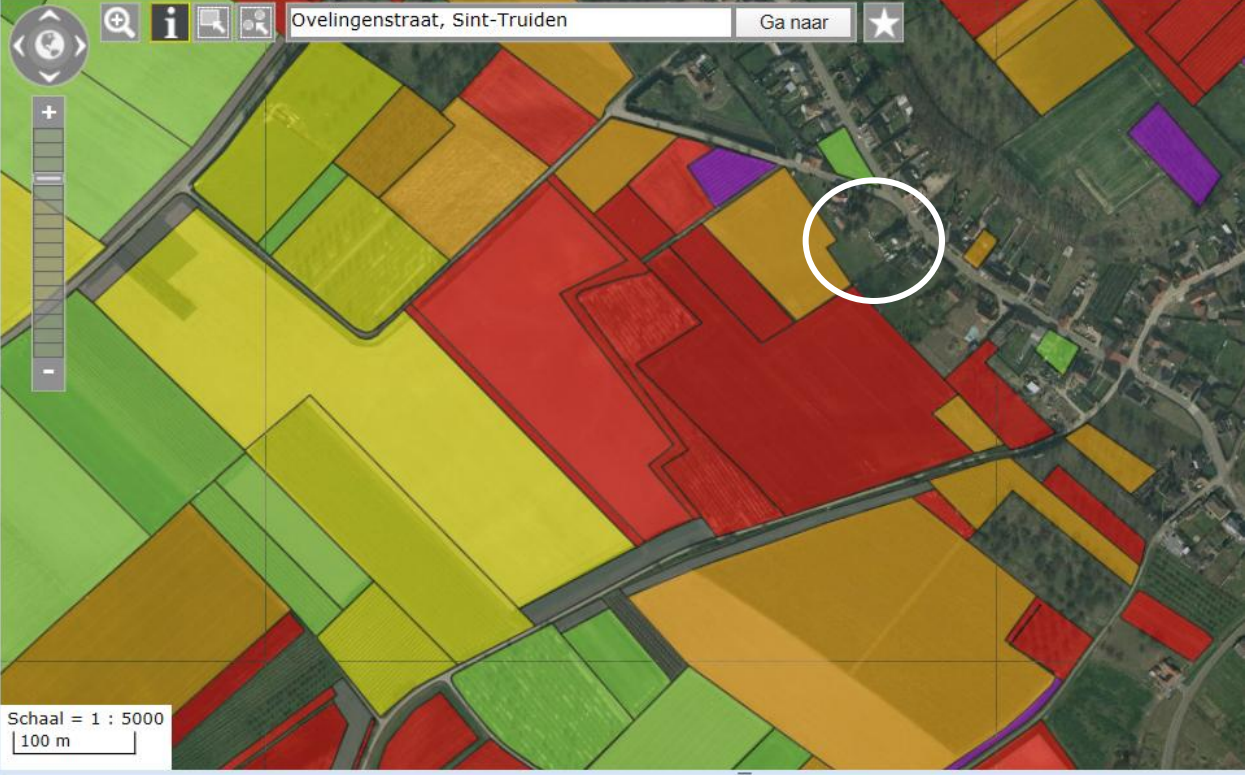 Ovelingenstraat, Sint-Truiden
Ga naar
+
-
Schaal = 1 : 5000
100 m